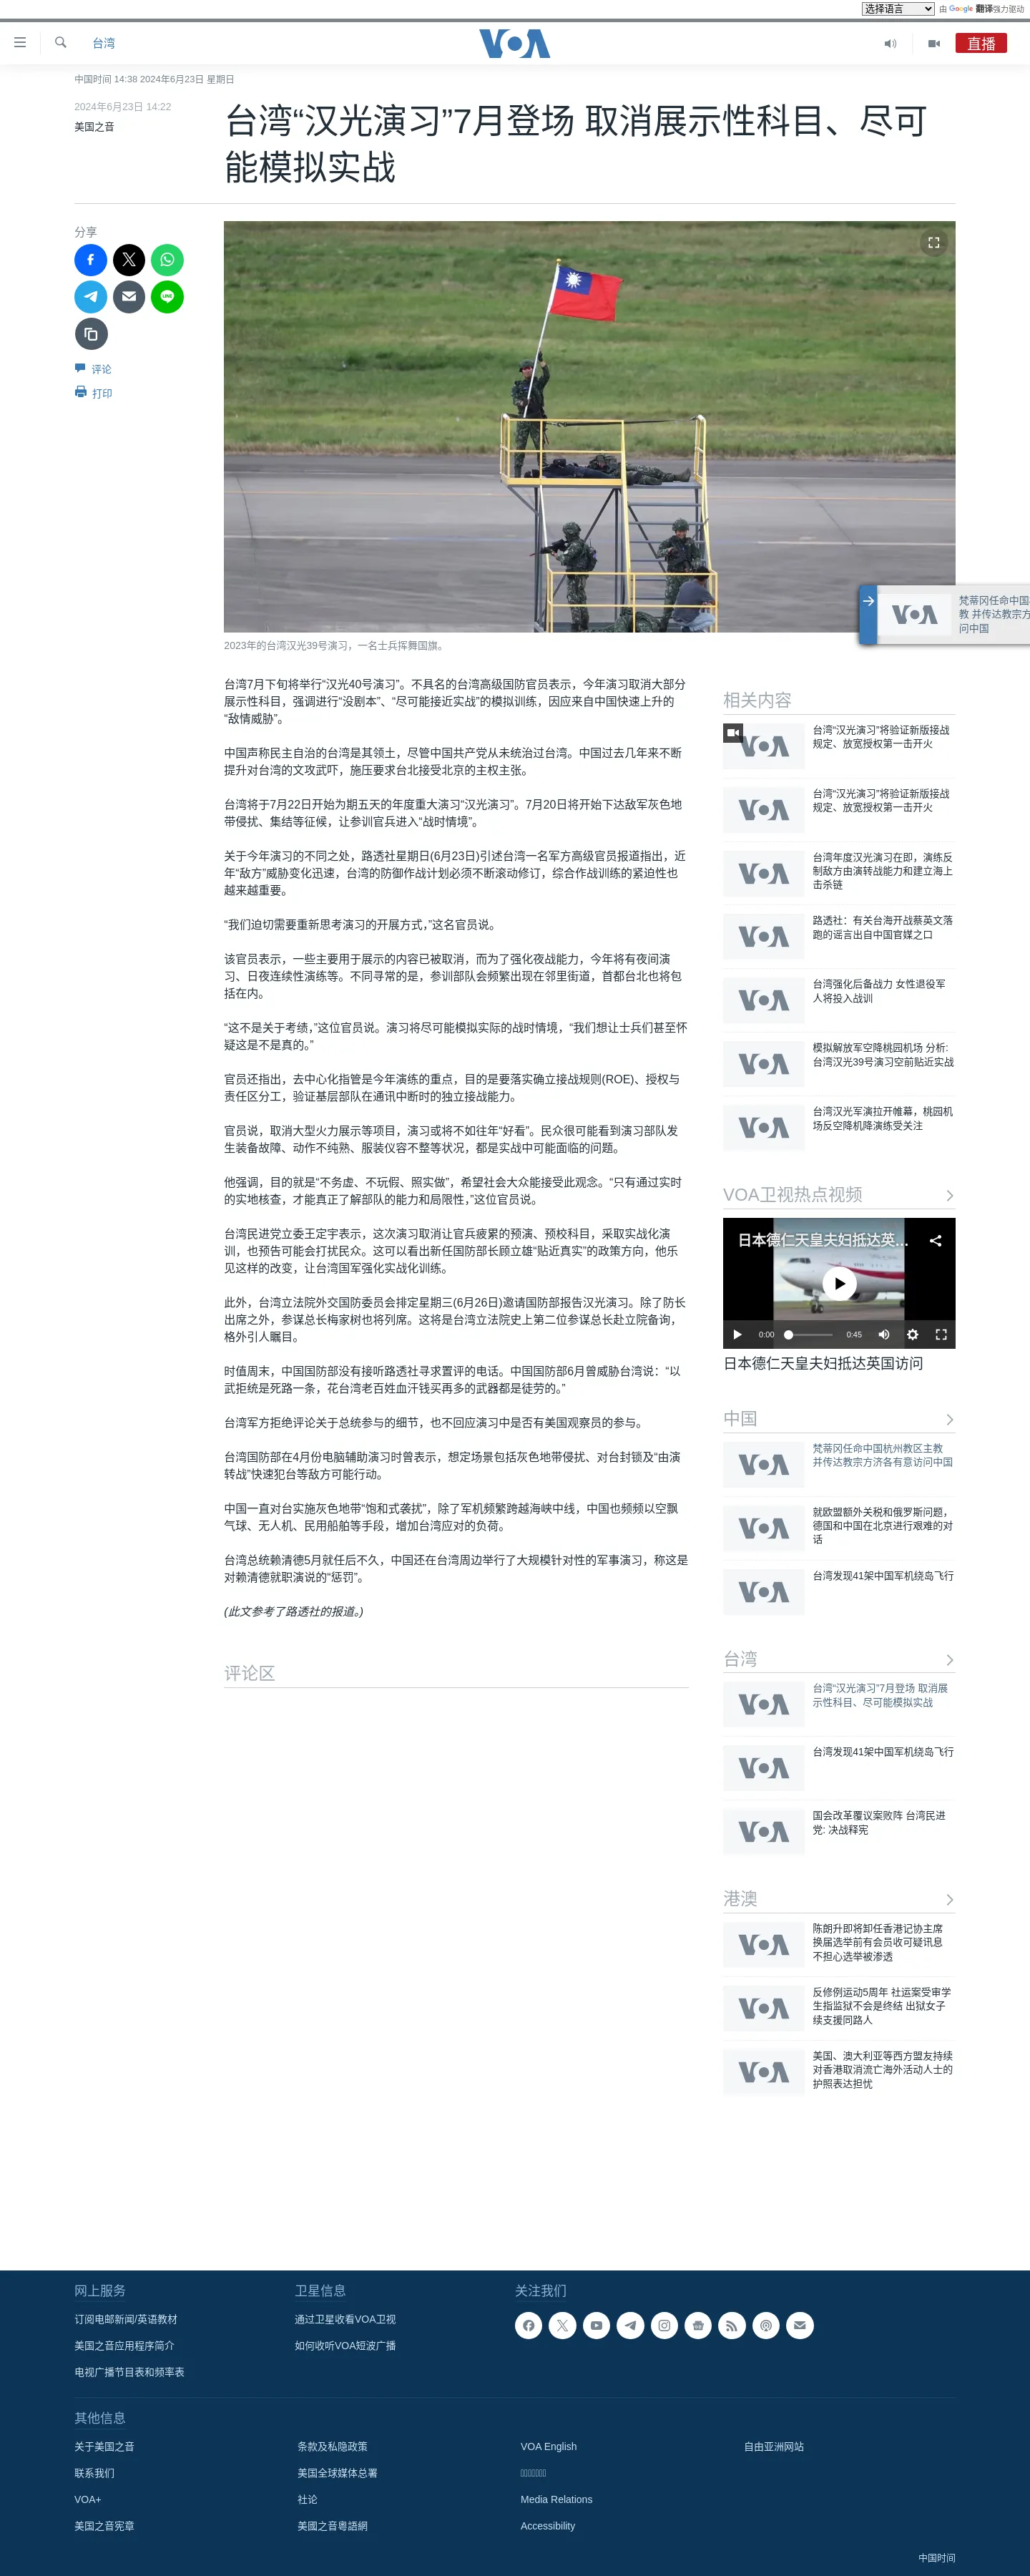 选择语言 由 Google 翻译强力驱动
台湾
VOA
直播
中国时间 14:38 2024年6月23日 星期日
2024年6月23日 14:22
美国之音
台湾“汉光演习”7月登场 取消展示性科目、尽可
能模拟实战
分享
评论
打印
梵蒂冈任命中国
教 并传达教宗方
问中国
2023年的台湾汉光39号演习，一名士兵挥舞国旗。
台湾7月下旬将举行“汉光40号演习”。不具名的台湾高级国防官员表示，今年演习取消大部分
展示性科目，强调进行“没剧本”、“尽可能接近实战”的模拟训练，因应来自中国快速上升的
“敌情威胁”。
中国声称民主自治的台湾是其领土，尽管中国共产党从未统治过台湾。中国过去几年来不断
提升对台湾的文攻武吓，施压要求台北接受北京的主权主张。
台湾将于7月22日开始为期五天的年度重大演习“汉光演习”。7月20日将开始下达敌军灰色地
带侵扰、集结等征候，让参训官兵进入“战时情境”。
关于今年演习的不同之处，路透社星期日(6月23日)引述台湾一名军方高级官员报道指出，近
年“敌方”威胁变化迅速，台湾的防御作战计划必须不断滚动修订，综合作战训练的紧迫性也
越来越重要。
“我们迫切需要重新思考演习的开展方式，”这名官员说。
该官员表示，一些主要用于展示的内容已被取消，而为了强化夜战能力，今年将有夜间演
习、日夜连续性演练等。不同寻常的是，参训部队会频繁出现在邻里街道，首都台北也将包
括在内。
“这不是关于考绩，”这位官员说。演习将尽可能模拟实际的战时情境，“我们想让士兵们甚至怀
疑这是不是真的。”
官员还指出，去中心化指管是今年演练的重点，目的是要落实确立接战规则(ROE)、授权与
责任区分工，验证基层部队在通讯中断时的独立接战能力。
官员说，取消大型火力展示等项目，演习或将不如往年“好看”。民众很可能看到演习部队发
生装备故障、动作不纯熟、服装仪容不整等状况，都是实战中可能面临的问题。
他强调，目的就是“不务虚、不玩假、照实做”，希望社会大众能接受此观念。“只有通过实时
的实地核查，才能真正了解部队的能力和局限性，”这位官员说。
台湾民进党立委王定宇表示，这次演习取消让官兵疲累的预演、预校科目，采取实战化演
训，也预告可能会打扰民众。这可以看出新任国防部长顾立雄“贴近真实”的政策方向，他乐
见这样的改变，让台湾国军强化实战化训练。
此外，台湾立法院外交国防委员会排定星期三(6月26日)邀请国防部报告汉光演习。除了防长
出席之外，参谋总长梅家树也将列席。这将是台湾立法院史上第二位参谋总长赴立院备询，
格外引人瞩目。
时值周末，中国国防部没有接听路透社寻求置评的电话。中国国防部6月曾威胁台湾说：“以
武拒统是死路一条，花台湾老百姓血汗钱买再多的武器都是徒劳的。”
台湾军方拒绝评论关于总统参与的细节，也不回应演习中是否有美国观察员的参与。
台湾国防部在4月份电脑辅助演习时曾表示，想定场景包括灰色地带侵扰、对台封锁及“由演
转战”快速犯台等敌方可能行动。
中国一直对台实施灰色地带“饱和式袭扰”，除了军机频繁跨越海峡中线，中国也频频以空飘
气球、无人机、民用船舶等手段，增加台湾应对的负荷。
台湾总统赖清德5月就任后不久，中国还在台湾周边举行了大规模针对性的军事演习，称这是
对赖清德就职演说的“惩罚”。
(此文参考了路透社的报道。)
评论区
相关内容
台湾“汉光演习”将验证新版接战
规定、放宽授权第一击开火
VOA
台湾“汉光演习”将验证新版接战
规定、放宽授权第一击开火
VOA
台湾年度汉光演习在即，演练反
制敌方由演转战能力和建立海上
击杀链
VOA
路透社：有关台海开战蔡英文落
跑的谣言出自中国官媒之口
VOA
台湾强化后备战力 女性退役军
人将投入战训
VOA
模拟解放军空降桃园机场 分析:
台湾汉光39号演习空前贴近实战
VOA
台湾汉光军演拉开帷幕，桃园机
场反空降机降演练受关注
VOA
VOA卫视热点视频
日本德仁天皇夫妇抵达英...
0:00 0:45
日本德仁天皇夫妇抵达英国访问
中国
梵蒂冈任命中国杭州教区主教
并传达教宗方济各有意访问中国
VOA
就欧盟额外关税和俄罗斯问题，
德国和中国在北京进行艰难的对
话
VOA
台湾发现41架中国军机绕岛飞行
VOA
台湾
台湾“汉光演习”7月登场 取消展
示性科目、尽可能模拟实战
VOA
台湾发现41架中国军机绕岛飞行
VOA
国会改革覆议案败阵 台湾民进
党: 决战释宪
VOA
港澳
陈朗升即将卸任香港记协主席
换届选举前有会员收可疑讯息
不担心选举被渗透
VOA
反修例运动5周年 社运案受审学
生指监狱不会是终结 出狱女子
续支援同路人
VOA
美国、澳大利亚等西方盟友持续
对香港取消流亡海外活动人士的
护照表达担忧
VOA
网上服务
订阅电邮新闻/英语教材
美国之音应用程序简介
电视广播节目表和频率表
卫星信息
通过卫星收看VOA卫视
如何收听VOA短波广播
关注我们
其他信息
关于美国之音
联系我们
VOA+
美国之音宪章
条款及私隐政策
美国全球媒体总署
社论
美國之音粵語網
VOA English
Media Relations
Accessibility
自由亚洲网站
中国时间